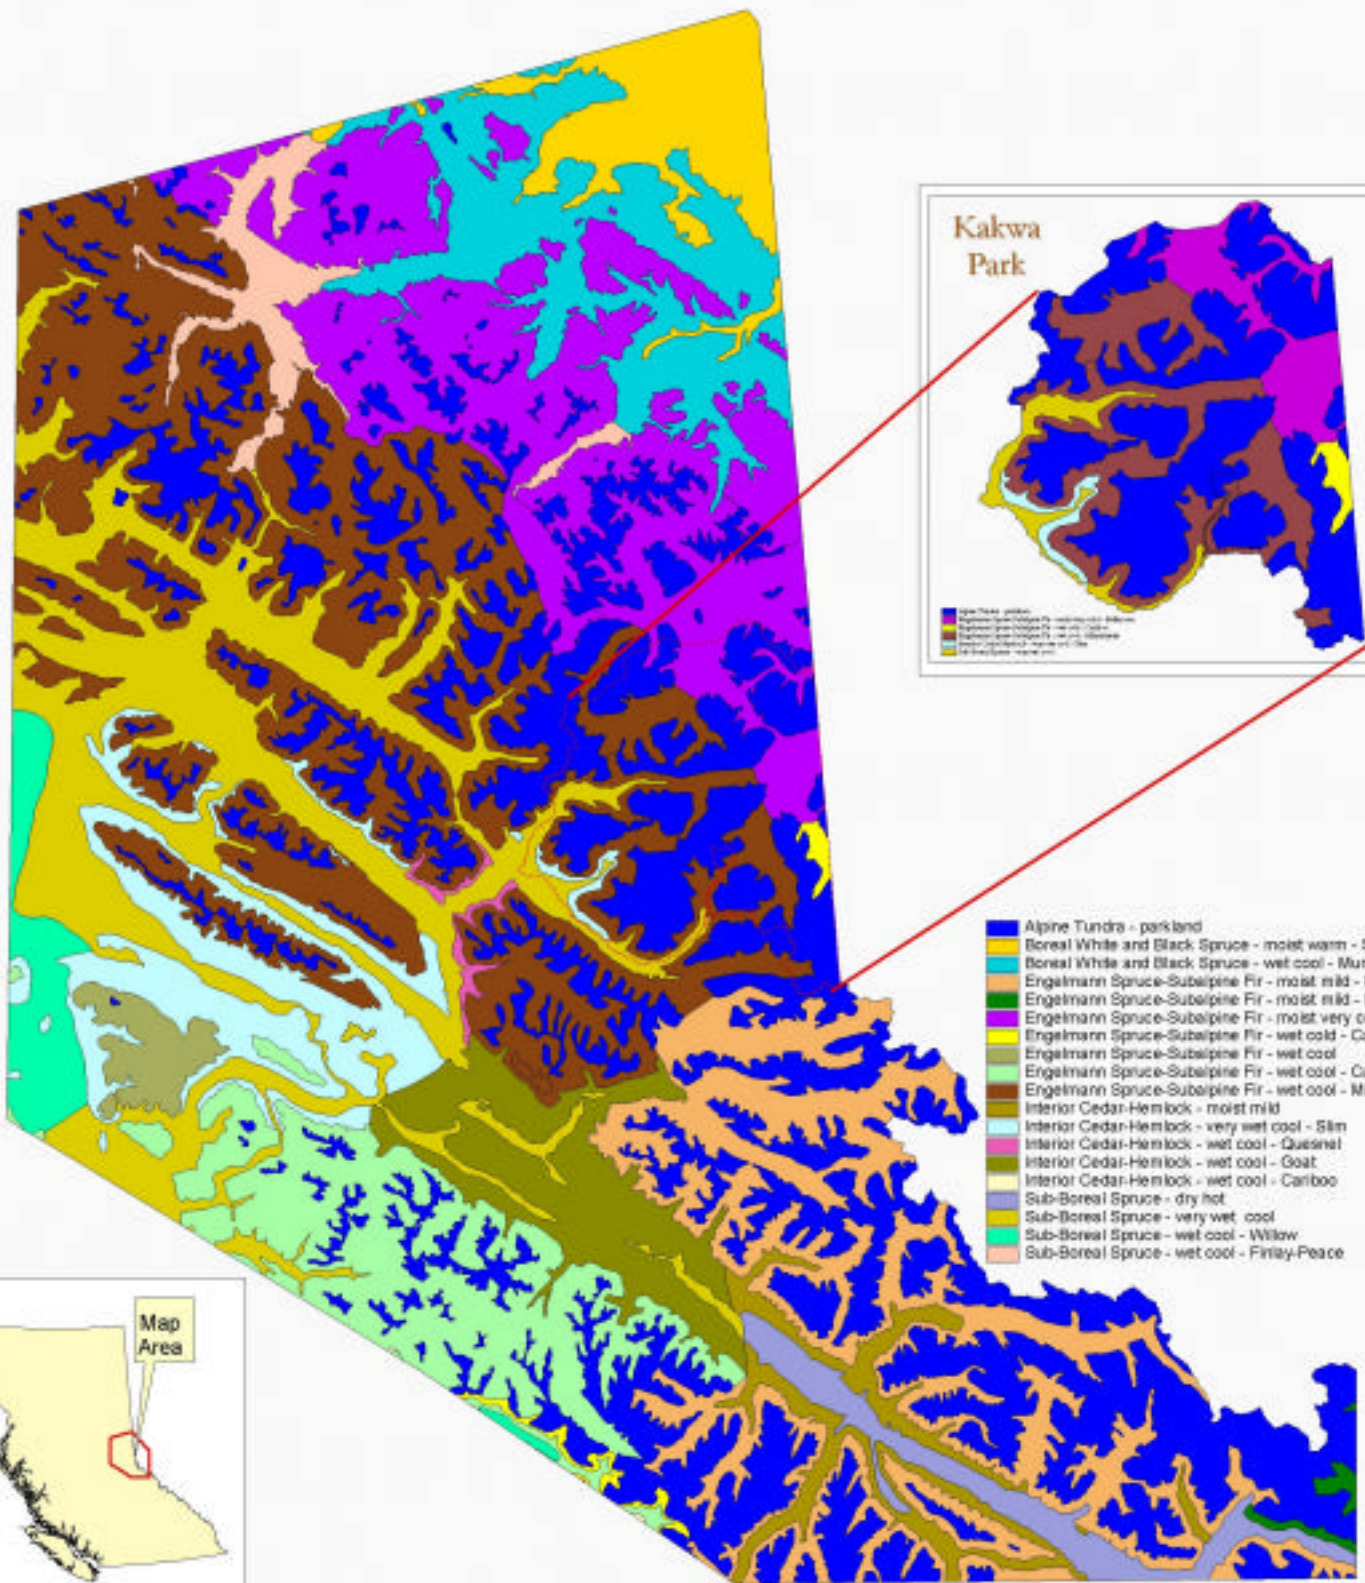 Kakwa
Park
Alpine Tundra - parkland
Boreal White and Black Spruce - moist warm -
Boreal White and Black Spruce - wet cool - Mur
Engelmann Spruce-Subalpine Fir - moist mild -
Engelmann Spruce-Subalpine Fir - moist mild -
Engelmann Spruce-Subalpine Fir - moist very c
Engelmann Spruce-Subalpine Fir - wet cold - Ca
Engelmann Spruce-Subalpine Fir - wet cool
Engelmann Spruce-Subalpine Fir - wet cool - Ca
Engelmann Spruce-Subalpine Fir - wet cool - M
Interior Cedar-Hemlock - moist mild
Interior Cedar-Hemlock - very wet cool - Slim
Interior Cedar-Hemlock - wet cool - Quesnel
Interior Cedar-Hemlock - wet cool - Goat
Interior Cedar-Hemlock - wet cool - Cariboo
Sub-Boreal Spruce - dry hot
Sub-Boreal Spruce - very wet cool
Sub-Boreal Spruce - wet cool - Willow
Sub-Boreal Spruce - wet cool - Finlay-Peace
Map
Area